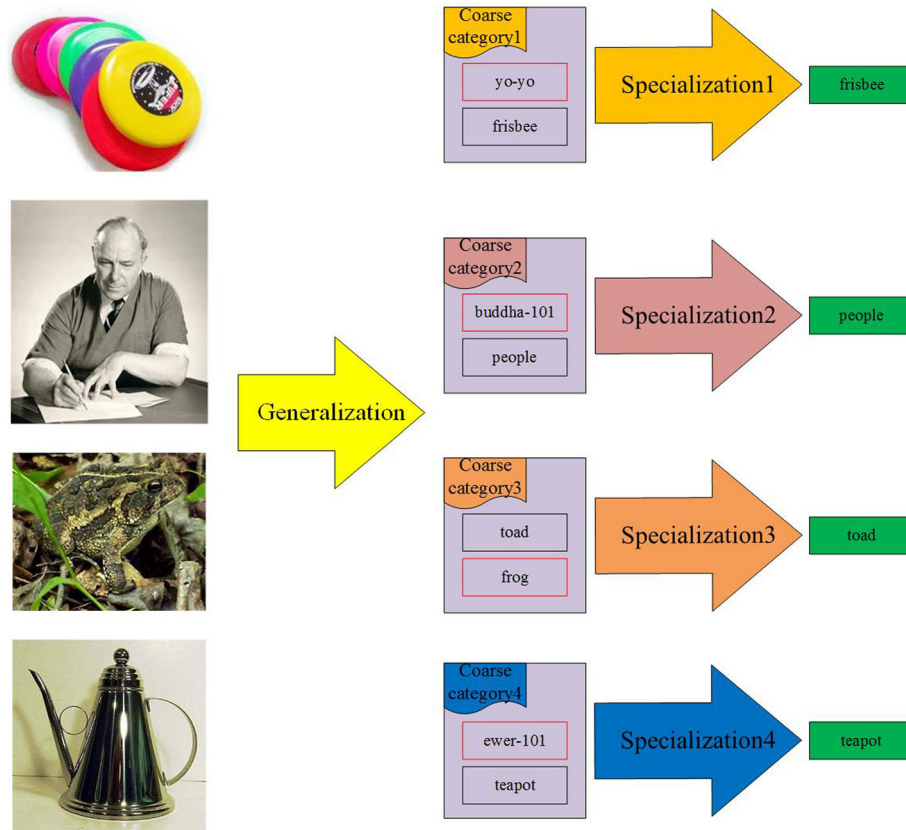 Coarse
category1
yo-yo
frisbee
Specialization1
frisbee
Coarse
category2
buddha-101
people
Specialization2
people
Generalization
Coarse
category3
toad
frog
Specialization3
toad
Coarse
category4
ewer-101
teapot
Specialization4
teapot